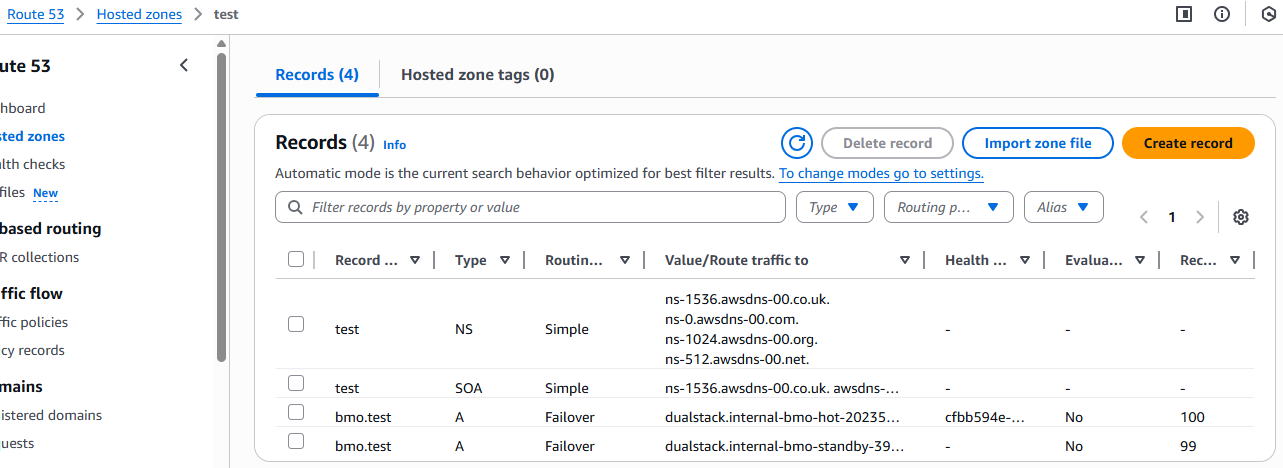 Route 53 > Hosted zones > test
ute 53
Records (4)
Hosted zone tags (0)
hboard
sted zones
alth checks
files New
based routing
R collections
ffic flow
ffic policies
cy records
mains
istered domains
uests
Records (4) Info
Delete record
Import zone file
Create record
Automatic mode is the current search behavior optimized for best filter results. To change modes go to settings.
Filter records by property or value
Type
Routing p...
Alias
1
Record ... Type Routin... Value/Route traffic to Health ... Evalua... Rec...
ns-1536.awsdns-00.co.uk.
ns-0.awsdns-00.com.
test NS Simple - - -
ns-1024.awsdns-00.org.
ns-512.awsdns-00.net.
test SOA Simple ns-1536.awsdns-00.co.uk. awsdns-... - - -
bmo.test A Failover dualstack.internal-bmo-hot-20235... cfbb594e-... No 100
bmo.test A Failover dualstack.internal-bmo-standby-39... - No 99